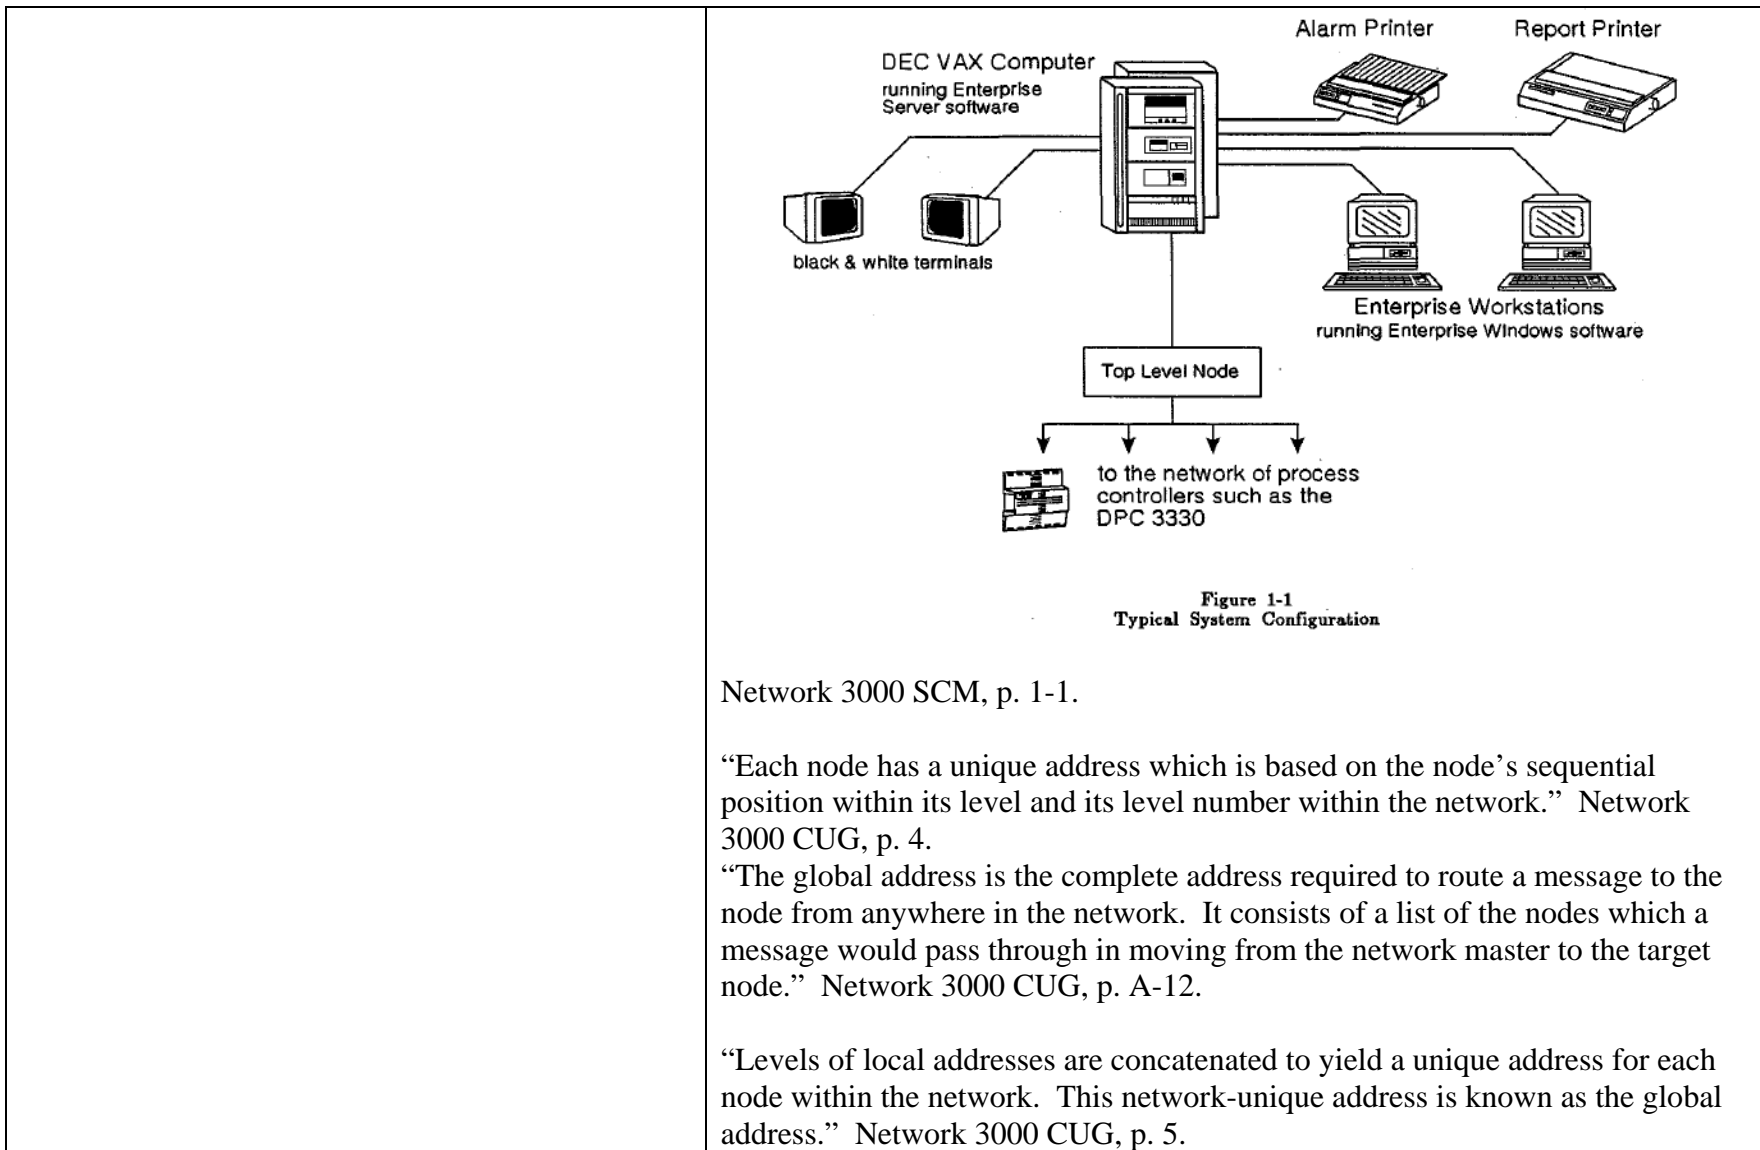 Alarm Printer
Report Printer
DEC VAX Computer
running Enterprise
Server software
black & white terminals
Enterprise Workstations
running Enterprise Windows software
Top Level Node
to the network of process
controllers such as the
DPC 3330
Figure 1-1
Typical System Configuration
Network 3000 SCM, p. 1-1.
“Each node has a unique address which is based on the node’s sequential
position within its level and its level number within the network.” Network
3000 CUG, p. 4.
“The global address is the complete address required to route a message to the
node from anywhere in the network. It consists of a list of the nodes which a
message would pass through in moving from the network master to the target
node.” Network 3000 CUG, p. A-12.
“Levels of local addresses are concatenated to yield a unique address for each
node within the network. This network-unique address is known as the global
address.” Network 3000 CUG, p. 5.